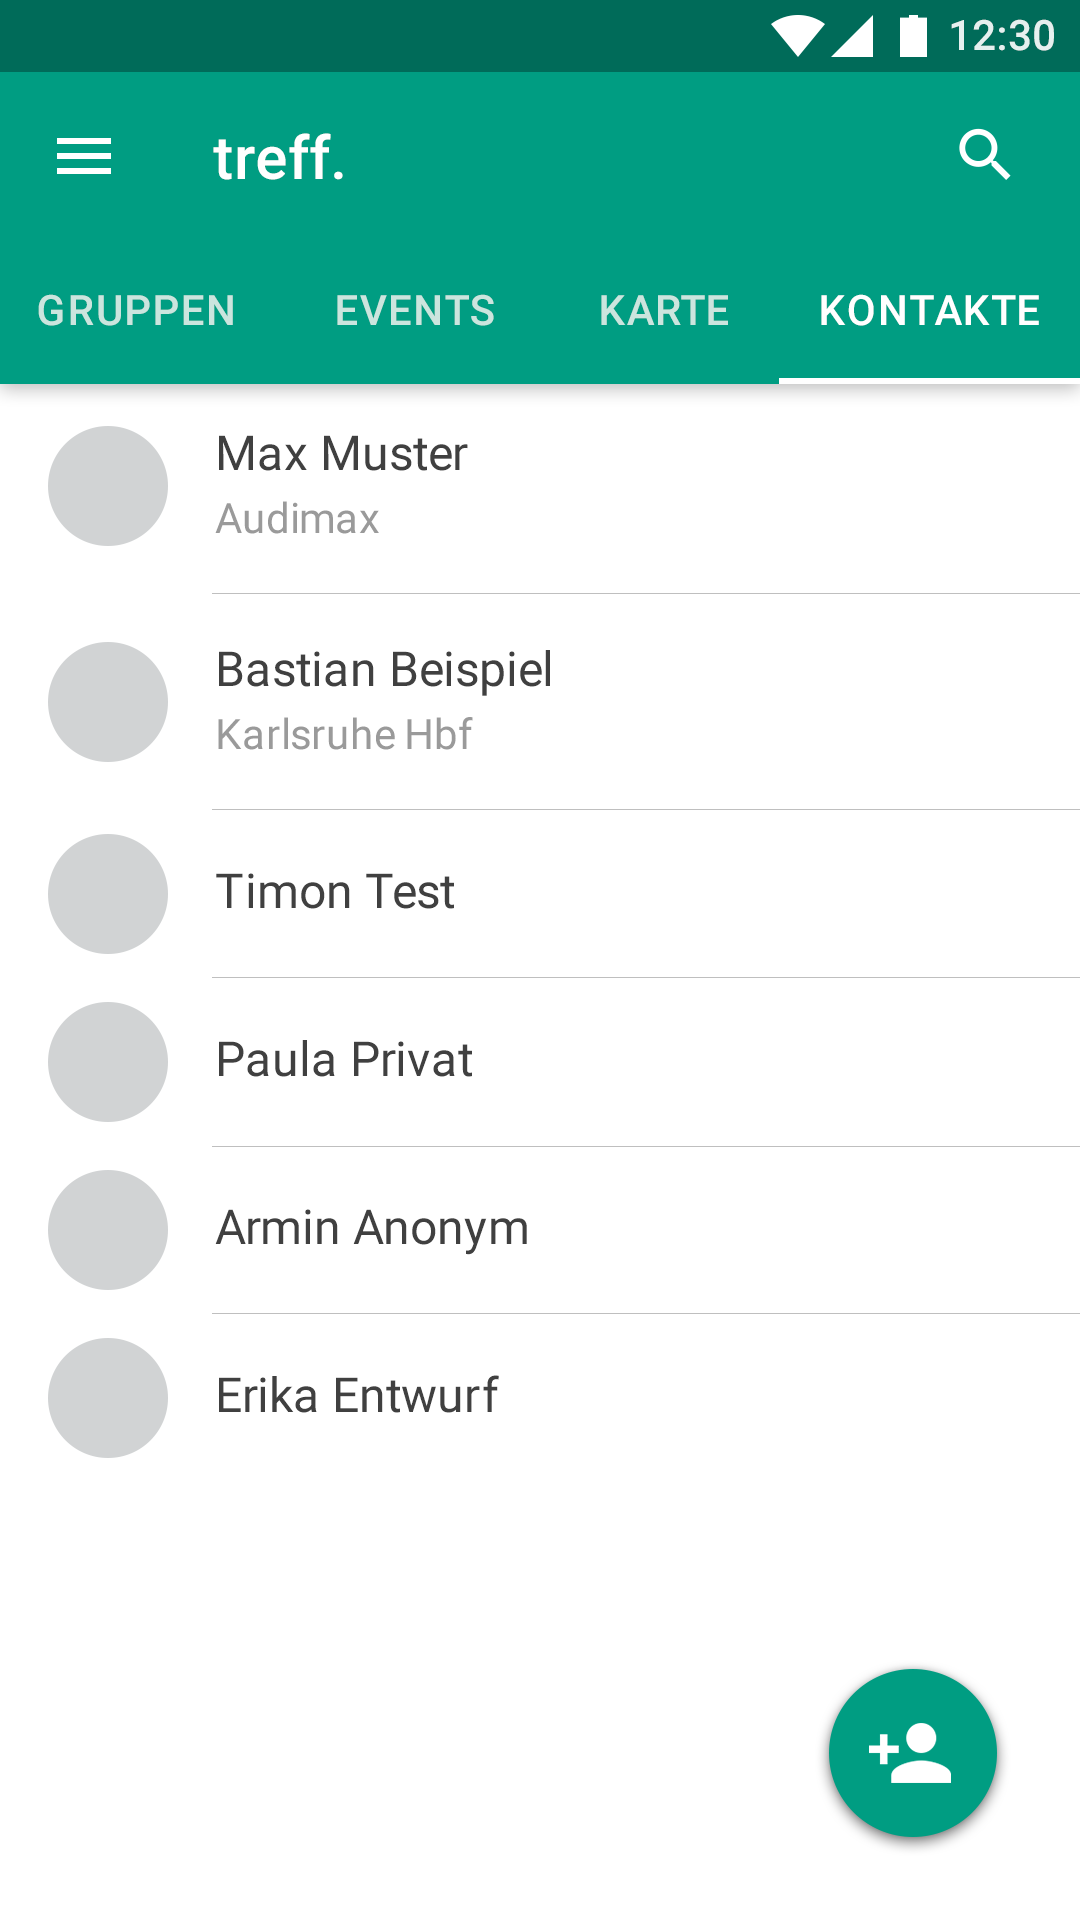 12:30
treff.
GRUPPEN EVENTS KARTE KONTAKTE
Max Muster
Audimax
Bastian Beispiel
Karlsruhe Hbf
Timon Test
Paula Privat
Armin Anonym
Erika Entwurf